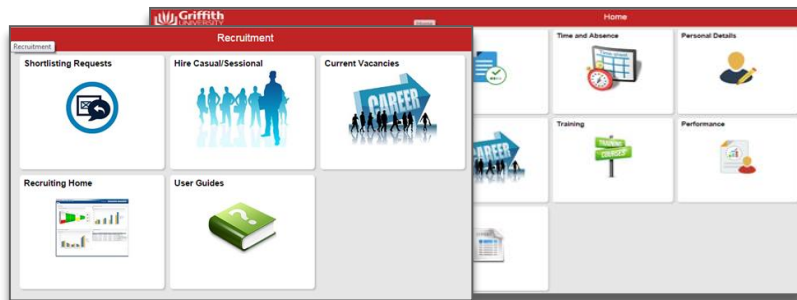 Griffith
UNIVERSITY
Home
Recruitment
Recruitment
Shortlisting Requests
Hire Casual/Sessional
Current Vacancies
CAREER
Recruiting Home
User Guides
?
Time and Absence
Personal Details
Training
TRAINING
COURSES
Performance
CAREER